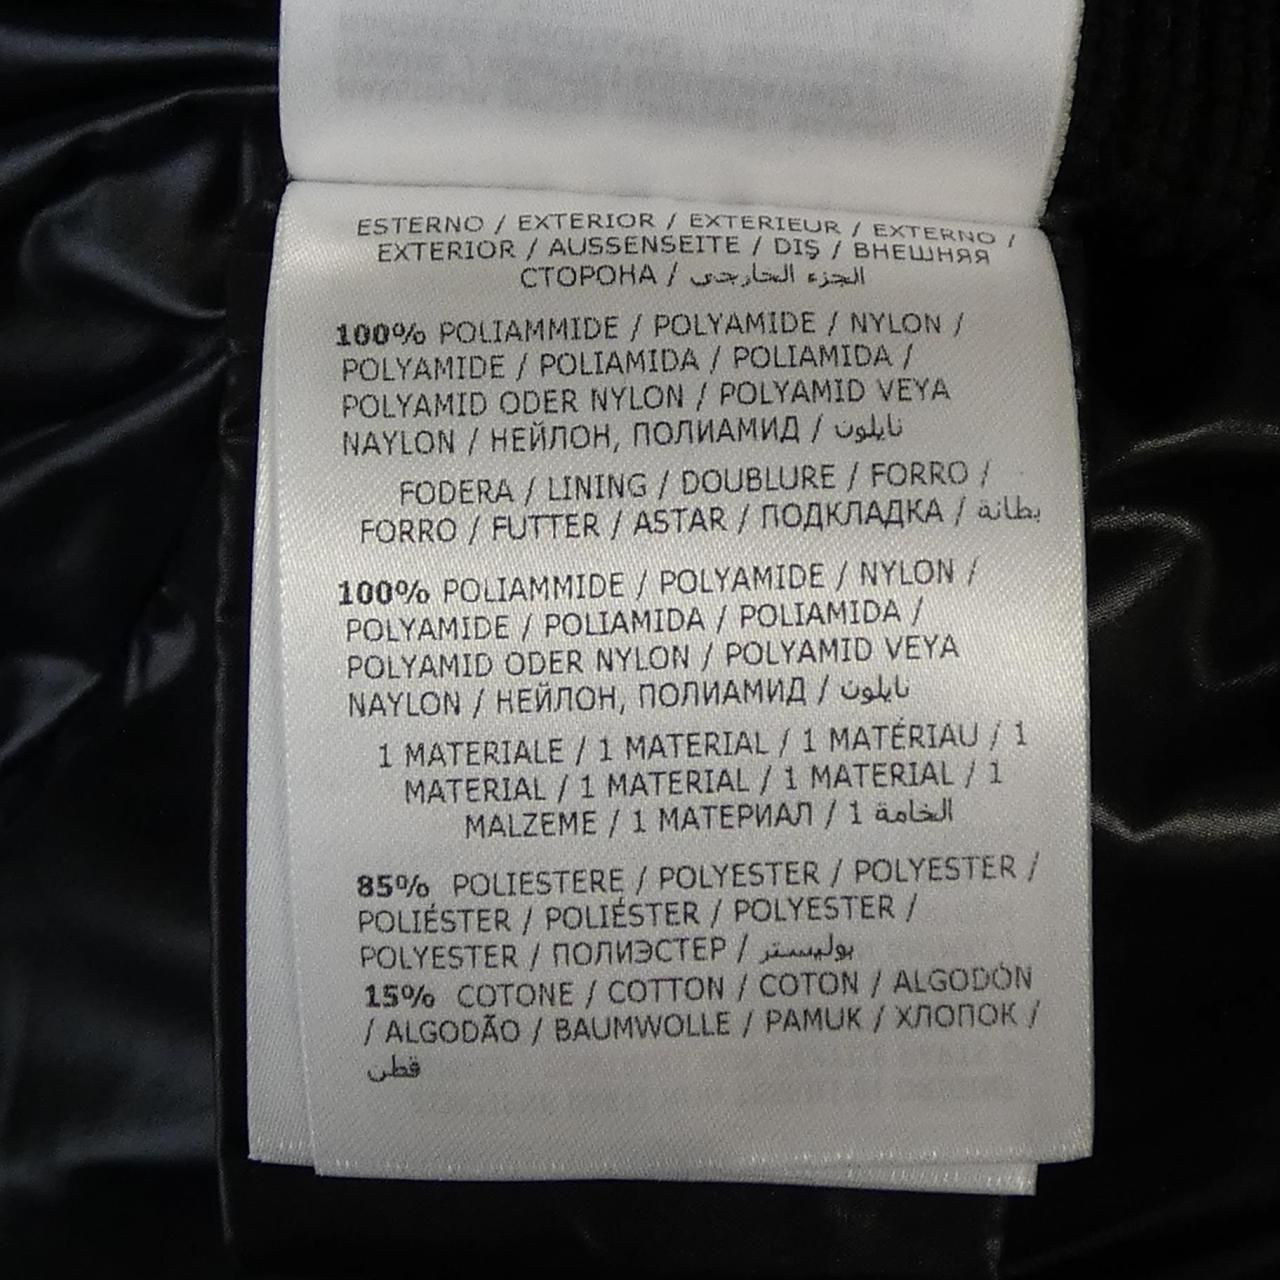 ESTERNO / EXTERIOR / EXTERIEUR / EXTERNO /
EXTERIOR / AUSSENSEITE / DIŞ / ВНЕШНЯЯ
СТОРОНА / الجزء الخارجي
100% POLIAMMIDE / POLYAMIDE / NYLON /
POLYAMIDE / POLIAMIDA / POLIAMIDA /
POLYAMID ODER NYLON / POLYAMID VEYA
NAYLON / НЕЙЛОН, ПОЛИАМИД / نايلون
FODERA / LINING / DOUBLURE / FORRO /
FORRO / FUTTER / ASTAR / ПОДКЛАДКА / بطانة
100% POLIAMMIDE / POLYAMIDE / NYLON /
POLYAMIDE / POLIAMIDA / POLIAMIDA /
POLYAMID ODER NYLON / POLYAMID VEYA
NAYLON / НЕЙЛОН, ПОЛИАМИД / نايلون
1 MATERIALE / 1 MATERIAL / 1 MATÉRIAU / 1
MATERIAL / 1 MATERIAL / 1 MATERIAL / 1
MALZEME / 1 МАТЕРИАЛ / 1 الخامة
85% POLIESTERE / POLYESTER / POLYESTER /
POLIÉSTER / POLIÉSTER / POLYESTER /
POLYESTER / ПОЛИЭСТЕР / بوليستر
15% COTONE / COTTON / COTON / ALGODÓN
/ ALGODÃO / BAUMWOLLE / PAMUK / ХЛОПОК /
قطن